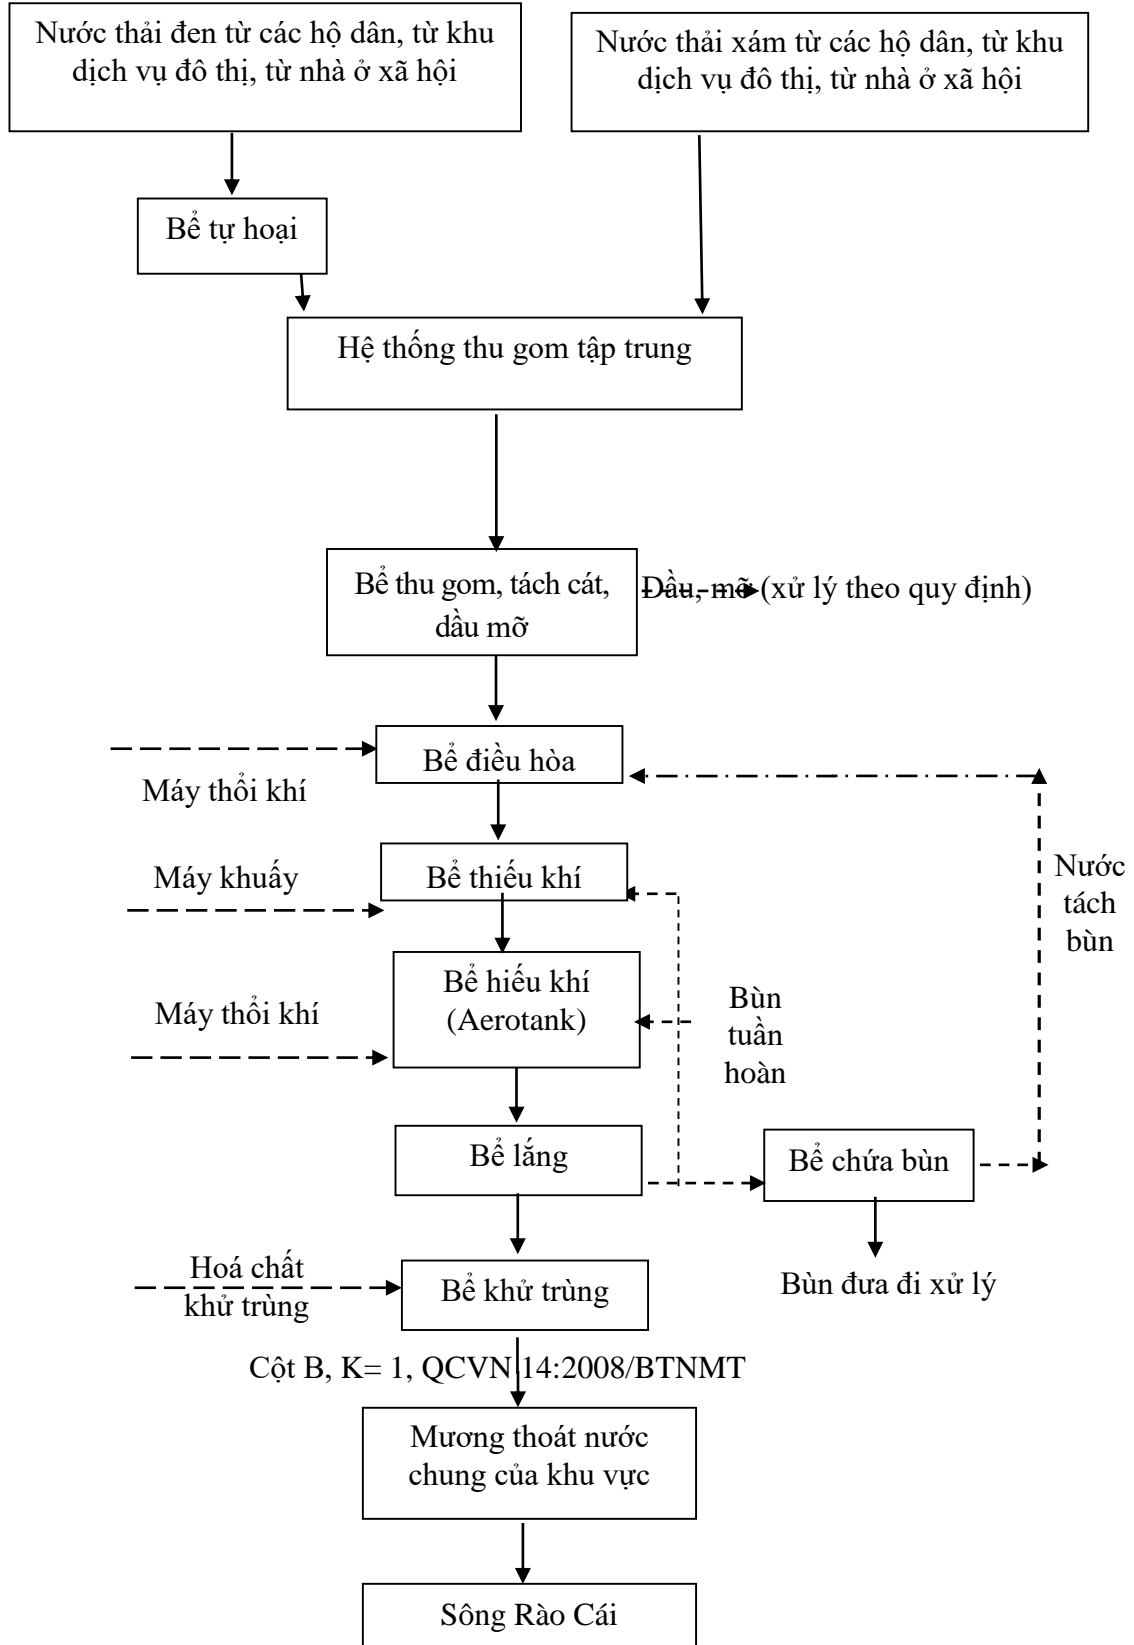 Nước thải đen từ các hộ dân, từ khu
dịch vụ đô thị, từ nhà ở xã hội
Nước thải xám từ các hộ dân, từ khu
dịch vụ đô thị, từ nhà ở xã hội
Bể tự hoại
Hệ thống thu gom tập trung
Bể thu gom, tách cát,
dầu mỡ
Dầu, mỡ (xử lý theo quy định)
Bể điều hòa
Máy thổi khí
Bể thiếu khí
Máy khuấy
Nước
tách
bùn
Bể hiếu khí
(Aerotank)
Máy thổi khí
Bùn
tuần
hoàn
Bể lắng
Bể chứa bùn
Hoá chất
khử trùng
Bể khử trùng
Bùn đưa đi xử lý
Cột B, K= 1, QCVN 14:2008/BTNMT
Mương thoát nước
chung của khu vực
Sông Rào Cái